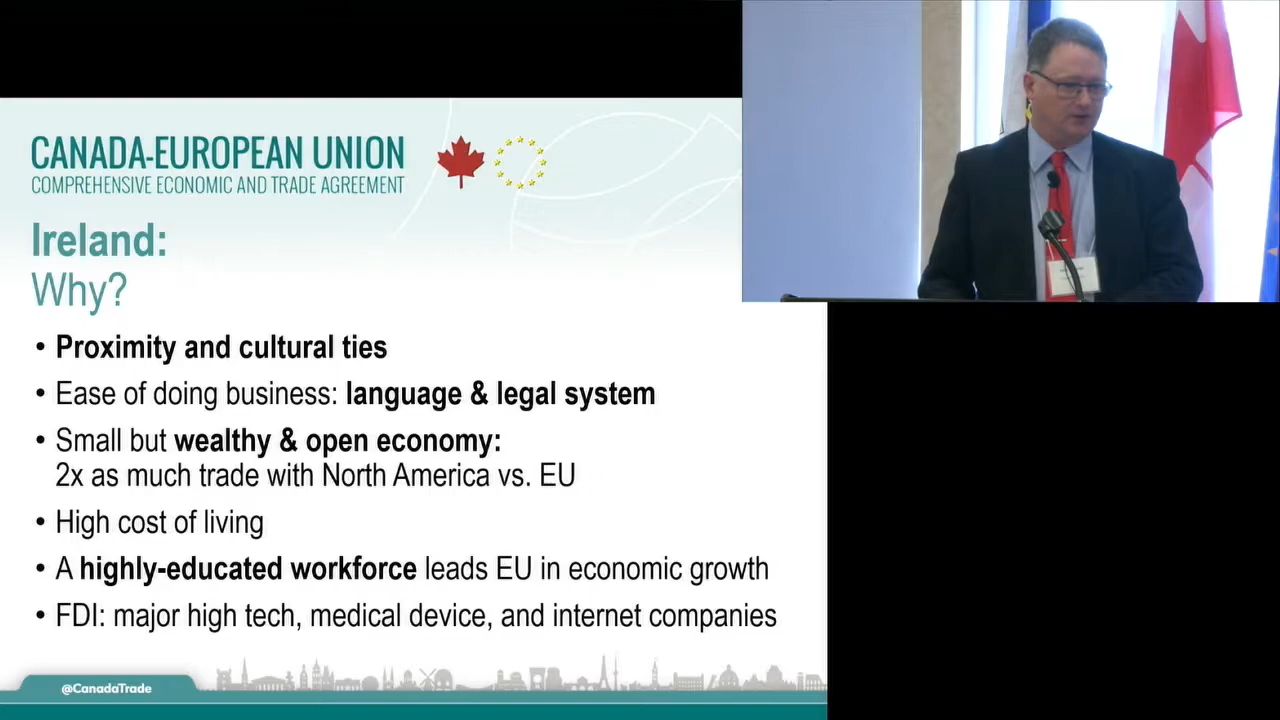 CANADA-EUROPEAN UNION
COMPREHENSIVE ECONOMIC AND TRADE AGREEMENT
Ireland:
Why?
• Proximity and cultural ties
• Ease of doing business: language & legal system
• Small but wealthy & open economy:
2x as much trade with North America vs. EU
• High cost of living
• A highly-educated workforce leads EU in economic growth
• FDI: major high tech, medical device, and internet companies
@CanadaTrade